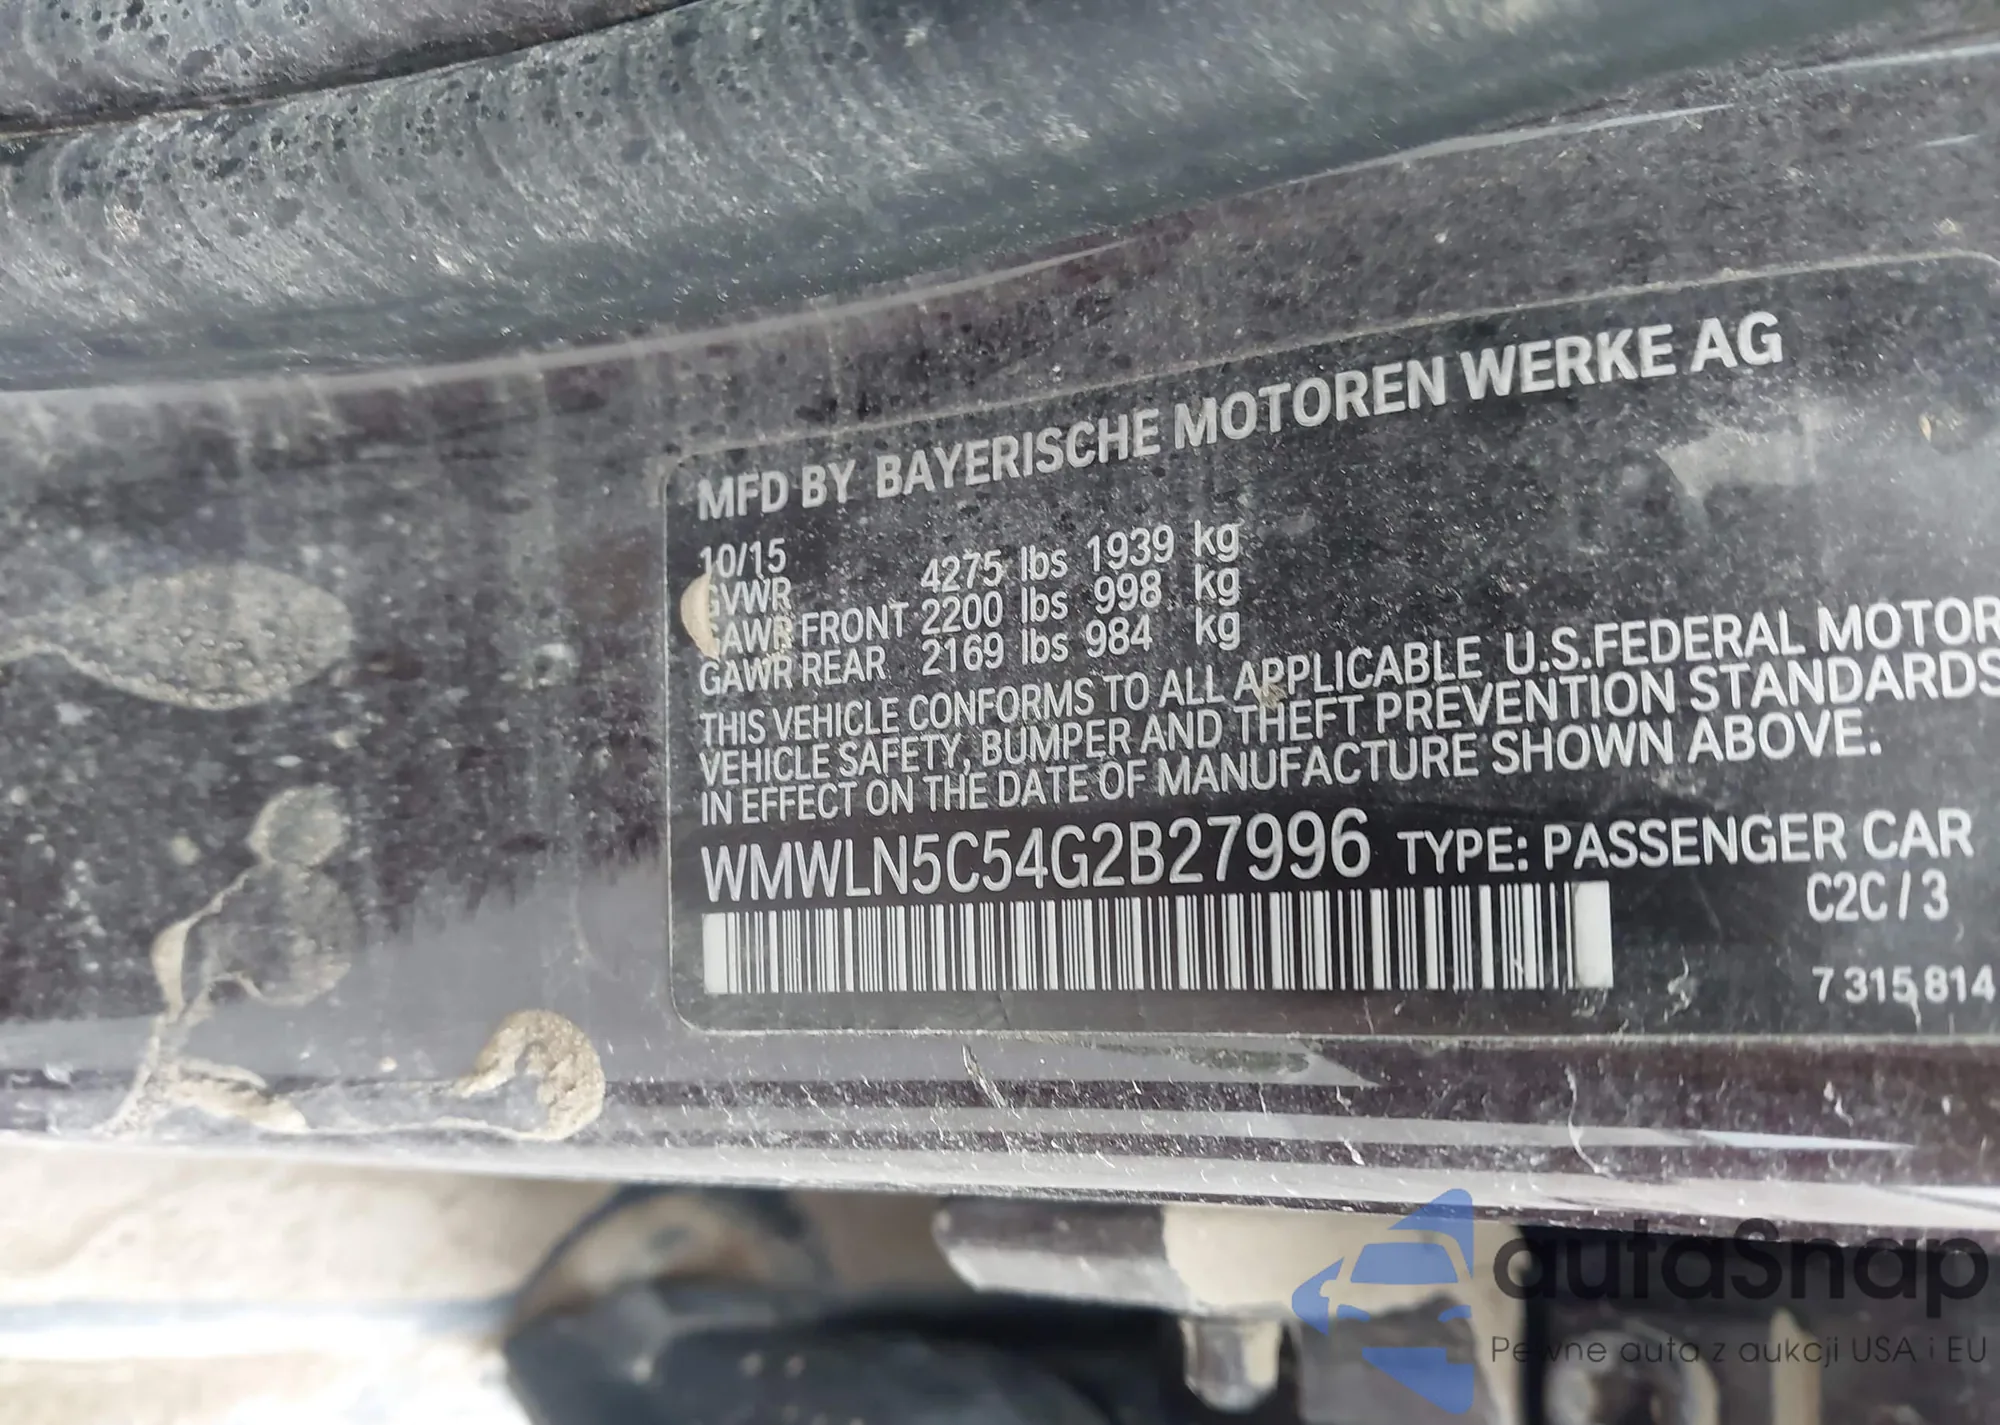 MFD BY BAYERISCHE MOTOREN WERKE AG
10/15
GVWR 4275 lbs 1939 kg
GAWR FRONT 2200 lbs 998 kg
GAWR REAR 2169 lbs 984 kg
THIS VEHICLE CONFORMS TO ALL APPLICABLE U.S.FEDERAL MOTOR
VEHICLE SAFETY, BUMPER AND THEFT PREVENTION STANDARDS
IN EFFECT ON THE DATE OF MANUFACTURE SHOWN ABOVE.
WMWLN5C54G2B27996 TYPE: PASSENGER CAR
C2C / 3
7 315 814
autaSnap
Pewne auta z aukcji USA i EU